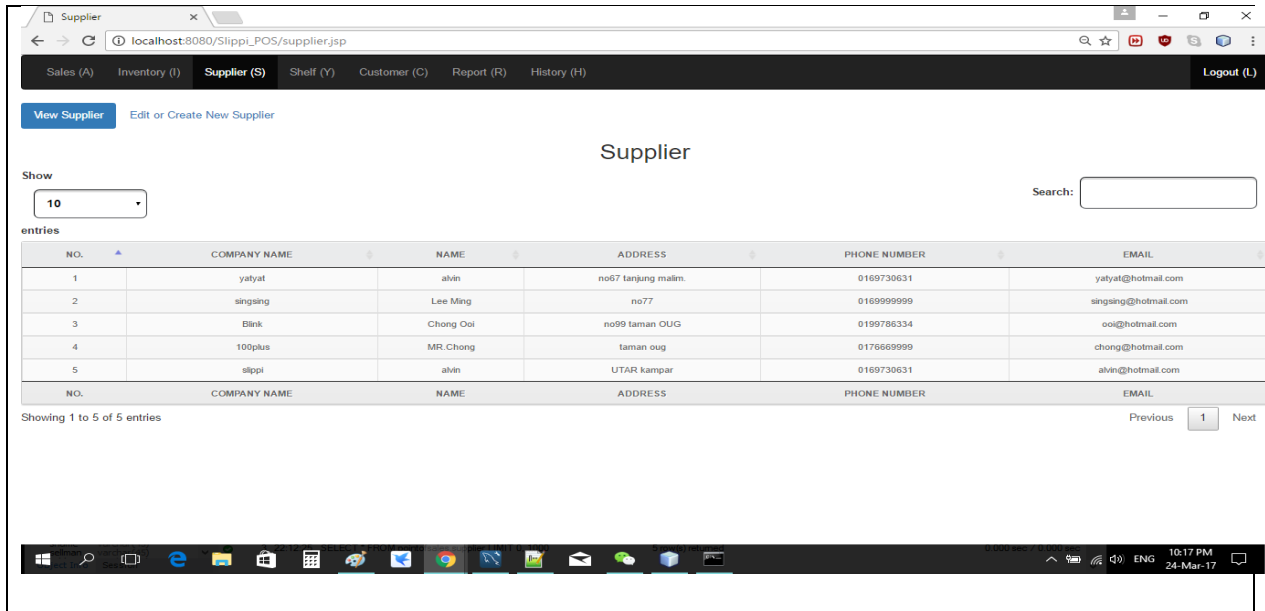 Supplier
localhost:8080/Slippi_POS/supplier.jsp
Sales (A) Inventory (I) Supplier (S) Shelf (Y) Customer (C) Report (R) History (H) Logout (L)
View Supplier Edit or Create New Supplier
Supplier
Show
10
entries
Search:
NO. COMPANY NAME NAME ADDRESS PHONE NUMBER EMAIL
1 yatyat alvin no67 tanjung malim. 0169730631 yatyat@hotmail.com
2 singsing Lee Ming no77 0169999999 singsing@hotmail.com
3 Blink Chong Ooi no99 taman OUG 0199786334 ooi@hotmail.com
4 100plus MR.Chong taman oug 0176669999 chong@hotmail.com
5 slippi alvin UTAR kampar 0169730631 alvin@hotmail.com
NO. COMPANY NAME NAME ADDRESS PHONE NUMBER EMAIL
Showing 1 to 5 of 5 entries
Previous 1 Next
ENG
10:17 PM
24-Mar-17